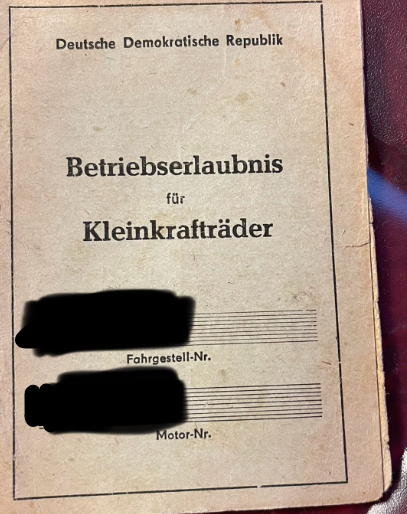 Deutsche Demokratische Republik
Betriebserlaubnis
für
Kleinkrafträder
Fahrgestell-Nr.
Motor-Nr.